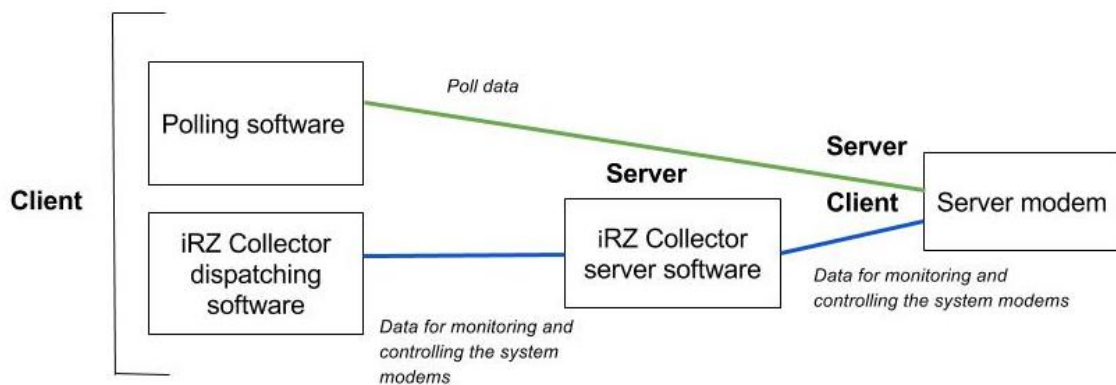 Poll data
Polling software
Server
Server
Server modem
Client
Client
iRZ Collector
dispatching
software
iRZ Collector
server software
Data for monitoring and
controlling the system modems
Data for monitoring and
controlling the system
modems